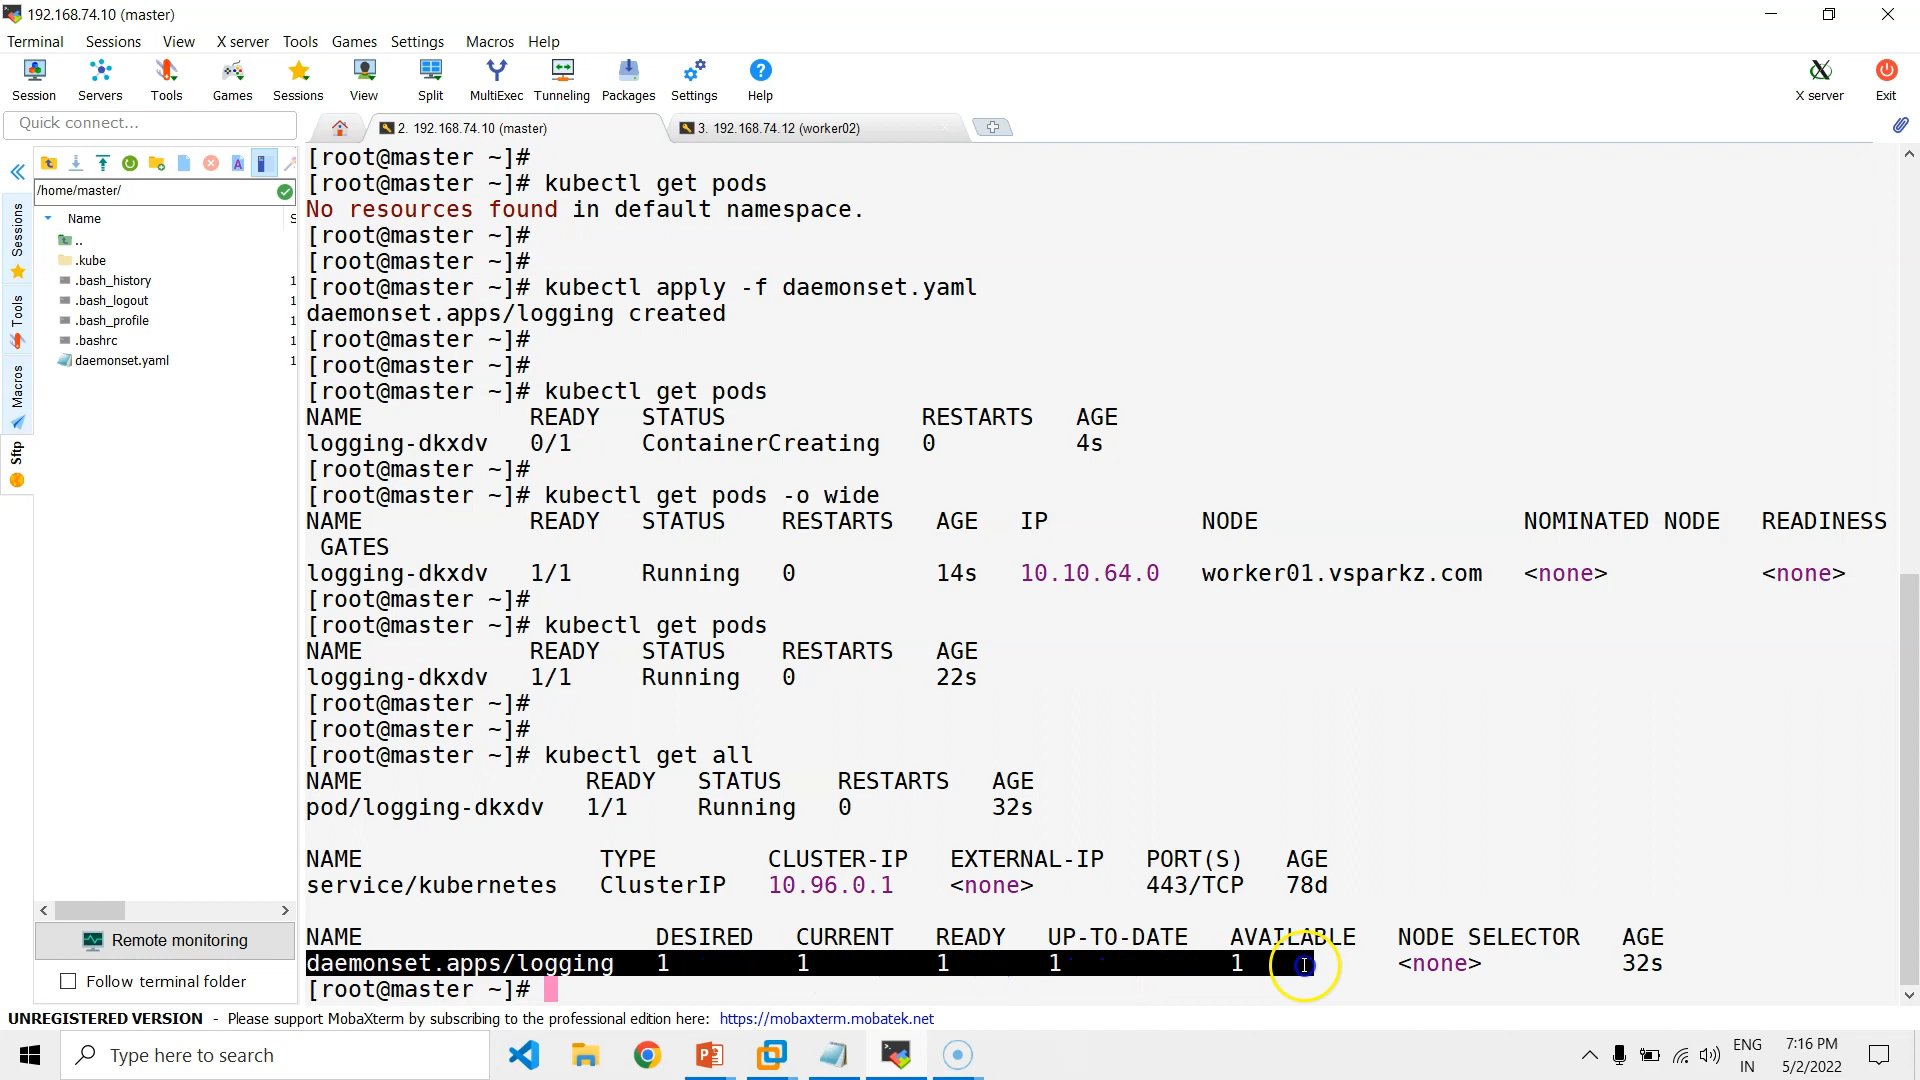 192.168.74.10 (master)
Terminal Sessions View X server Tools Games Settings Macros Help
Session Servers Tools Games Sessions View Split MultiExec Tunneling Packages Settings Help X server Exit
Quick connect...
2. 192.168.74.10 (master)
3. 192.168.74.12 (worker02)
/home/master/
Name S
..
.kube
.bash_history 1
.bash_logout 1
.bash_profile 1
.bashrc 1
daemonset.yaml 1
Sessions
Tools
Macros
Sftp
Remote monitoring
Follow terminal folder
[root@master ~]#
[root@master ~]# kubectl get pods
No resources found in default namespace.
[root@master ~]#
[root@master ~]#
[root@master ~]# kubectl apply -f daemonset.yaml
daemonset.apps/logging created
[root@master ~]#
[root@master ~]#
[root@master ~]# kubectl get pods
NAME READY STATUS RESTARTS AGE
logging-dkxdv 0/1 ContainerCreating 0 4s
[root@master ~]#
[root@master ~]# kubectl get pods -o wide
NAME READY STATUS RESTARTS AGE IP NODE NOMINATED NODE READINESS
GATES
logging-dkxdv 1/1 Running 0 14s 10.10.64.0 worker01.vsparkz.com <none> <none>
[root@master ~]#
[root@master ~]# kubectl get pods
NAME READY STATUS RESTARTS AGE
logging-dkxdv 1/1 Running 0 22s
[root@master ~]#
[root@master ~]#
[root@master ~]# kubectl get all
NAME READY STATUS RESTARTS AGE
pod/logging-dkxdv 1/1 Running 0 32s
NAME TYPE CLUSTER-IP EXTERNAL-IP PORT(S) AGE
service/kubernetes ClusterIP 10.96.0.1 <none> 443/TCP 78d
NAME DESIRED CURRENT READY UP-TO-DATE AVAILABLE NODE SELECTOR AGE
daemonset.apps/logging 1 1 1 1 1 <none> 32s
[root@master ~]#
UNREGISTERED VERSION - Please support MobaXterm by subscribing to the professional edition here: https://mobaxterm.mobatek.net
Type here to search
ENG
IN
7:16 PM
5/2/2022